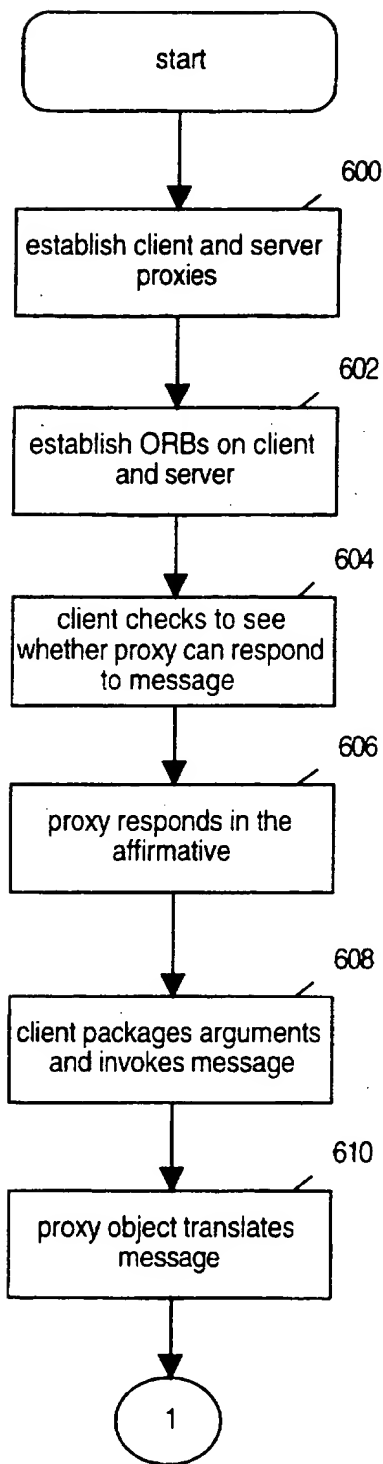 start
600
establish client and server
proxies
602
establish ORBs on client
and server
604
client checks to see
whether proxy can respond
to message
606
proxy responds in the
affirmative
608
client packages arguments
and invokes message
610
proxy object translates
message
1